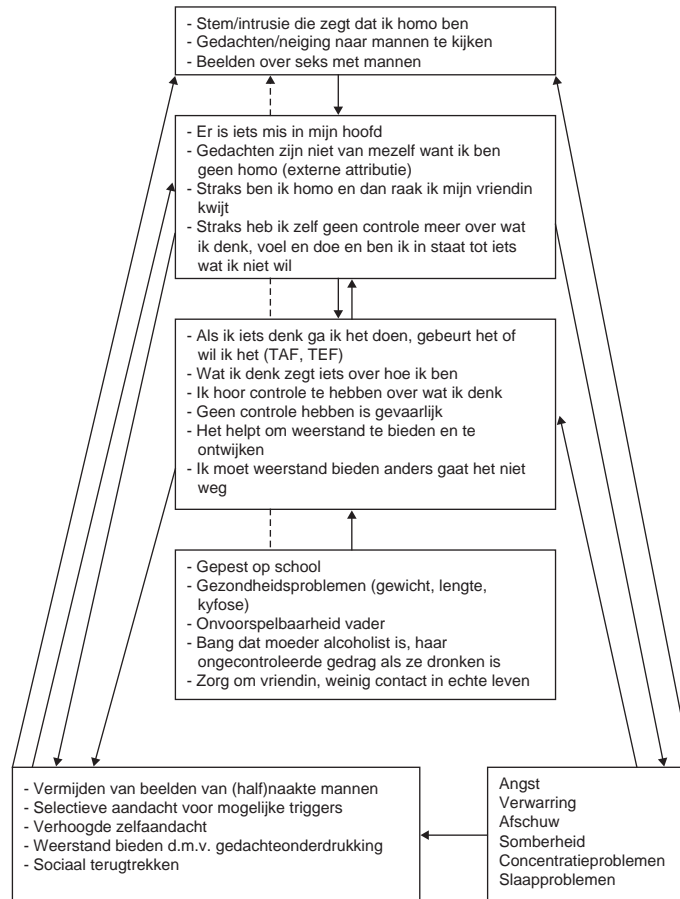 - Stem/intrusie die zegt dat ik homo ben
- Gedachten/neiging naar mannen te kijken
- Beelden over seks met mannen
- Er is iets mis in mijn hoofd
- Gedachten zijn niet van mezelf want ik ben
geen homo (externe attributie)
- Straks ben ik homo en dan raak ik mijn vriendin
kwijt
- Straks heb ik zelf geen controle meer over wat
ik denk, voel en doe en ben ik in staat tot iets
wat ik niet wil
- Als ik iets denk ga ik het doen, gebeurt het of
wil ik het (TAF, TEF)
- Wat ik denk zegt iets over hoe ik ben
- Ik hoor controle te hebben over wat ik denk
- Geen controle hebben is gevaarlijk
- Het helpt om weerstand te bieden en te
ontwijken
- Ik moet weerstand bieden anders gaat het niet
weg
- Gepest op school
- Gezondheidsproblemen (gewicht, lengte,
kyfose)
- Onvoorspelbaarheid vader
- Bang dat moeder alcoholist is, haar
ongecontroleerde gedrag als ze dronken is
- Zorg om vriendin, weinig contact in echte leven
- Vermijden van beelden van (half)naakte mannen
- Selectieve aandacht voor mogelijke triggers
- Verhoogde zelfaandacht
- Weerstand bieden d.m.v. gedachteonderdrukking
- Sociaal terugtrekken
Angst
Verwarring
Afschuw
Somberheid
Concentratieproblemen
Slaapproblemen